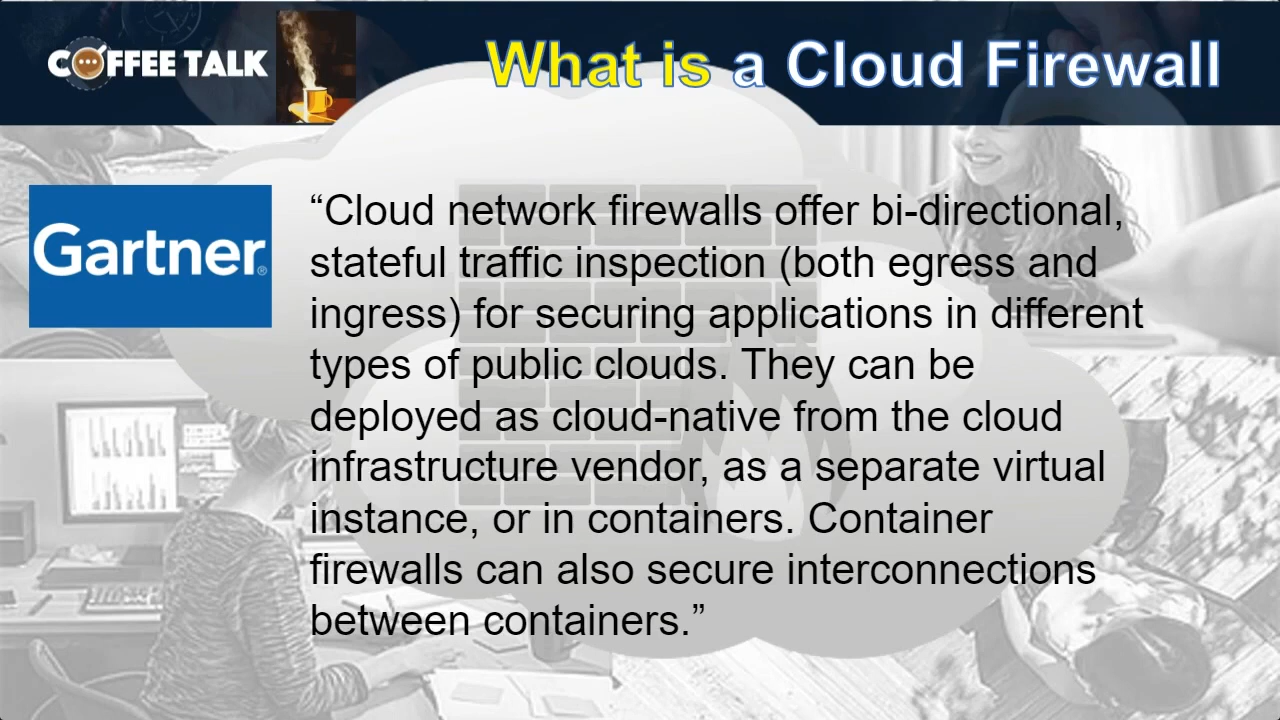 COFFEE TALK
What is a Cloud Firewall
Gartner®
“Cloud network firewalls offer bi-directional,
stateful traffic inspection (both egress and
ingress) for securing applications in different
types of public clouds. They can be
deployed as cloud-native from the cloud
infrastructure vendor, as a separate virtual
instance, or in containers. Container
firewalls can also secure interconnections
between containers.”